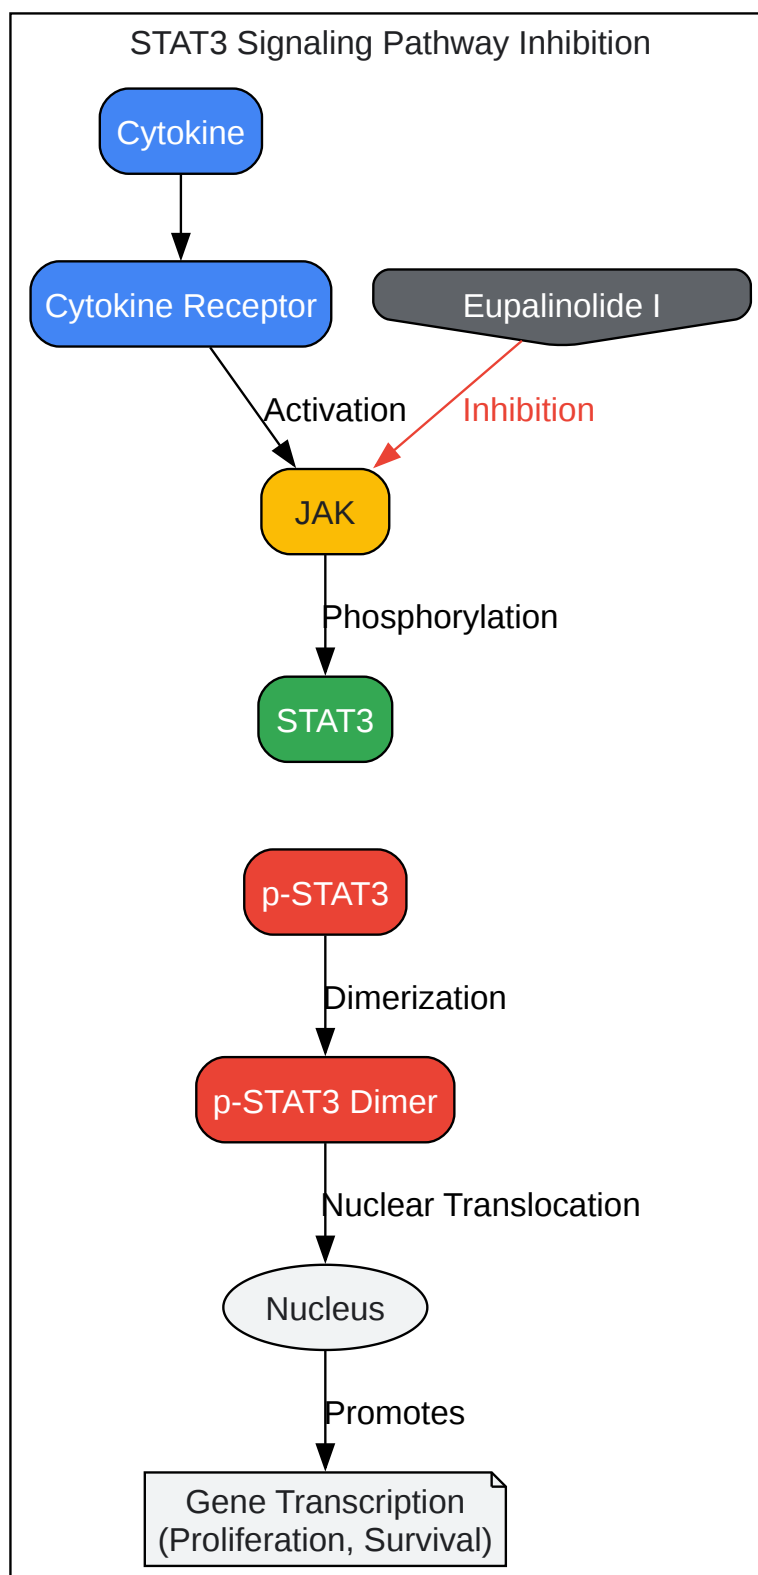 STAT3 Signaling Pathway Inhibition
Cytokine
Cytokine Receptor
Eupalinolide I
Activation
Inhibition
JAK
Phosphorylation
STAT3
p-STAT3
Dimerization
p-STAT3 Dimer
Nuclear Translocation
Nucleus
Promotes
Gene Transcription
(Proliferation, Survival)